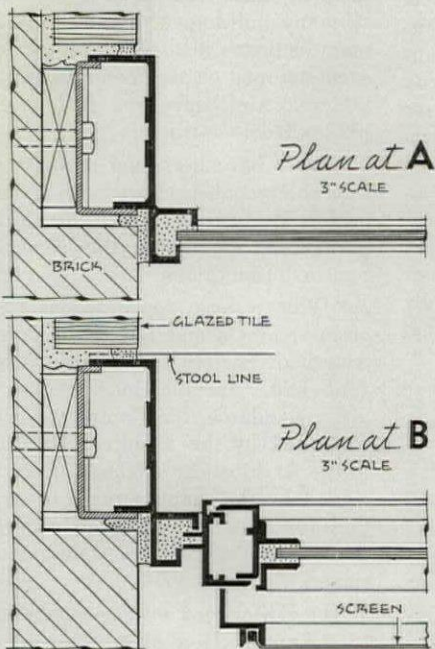 Plan at A
3" SCALE
BRICK
GLAZED TILE
STOOL LINE
Plan at B
3" SCALE
SCREEN